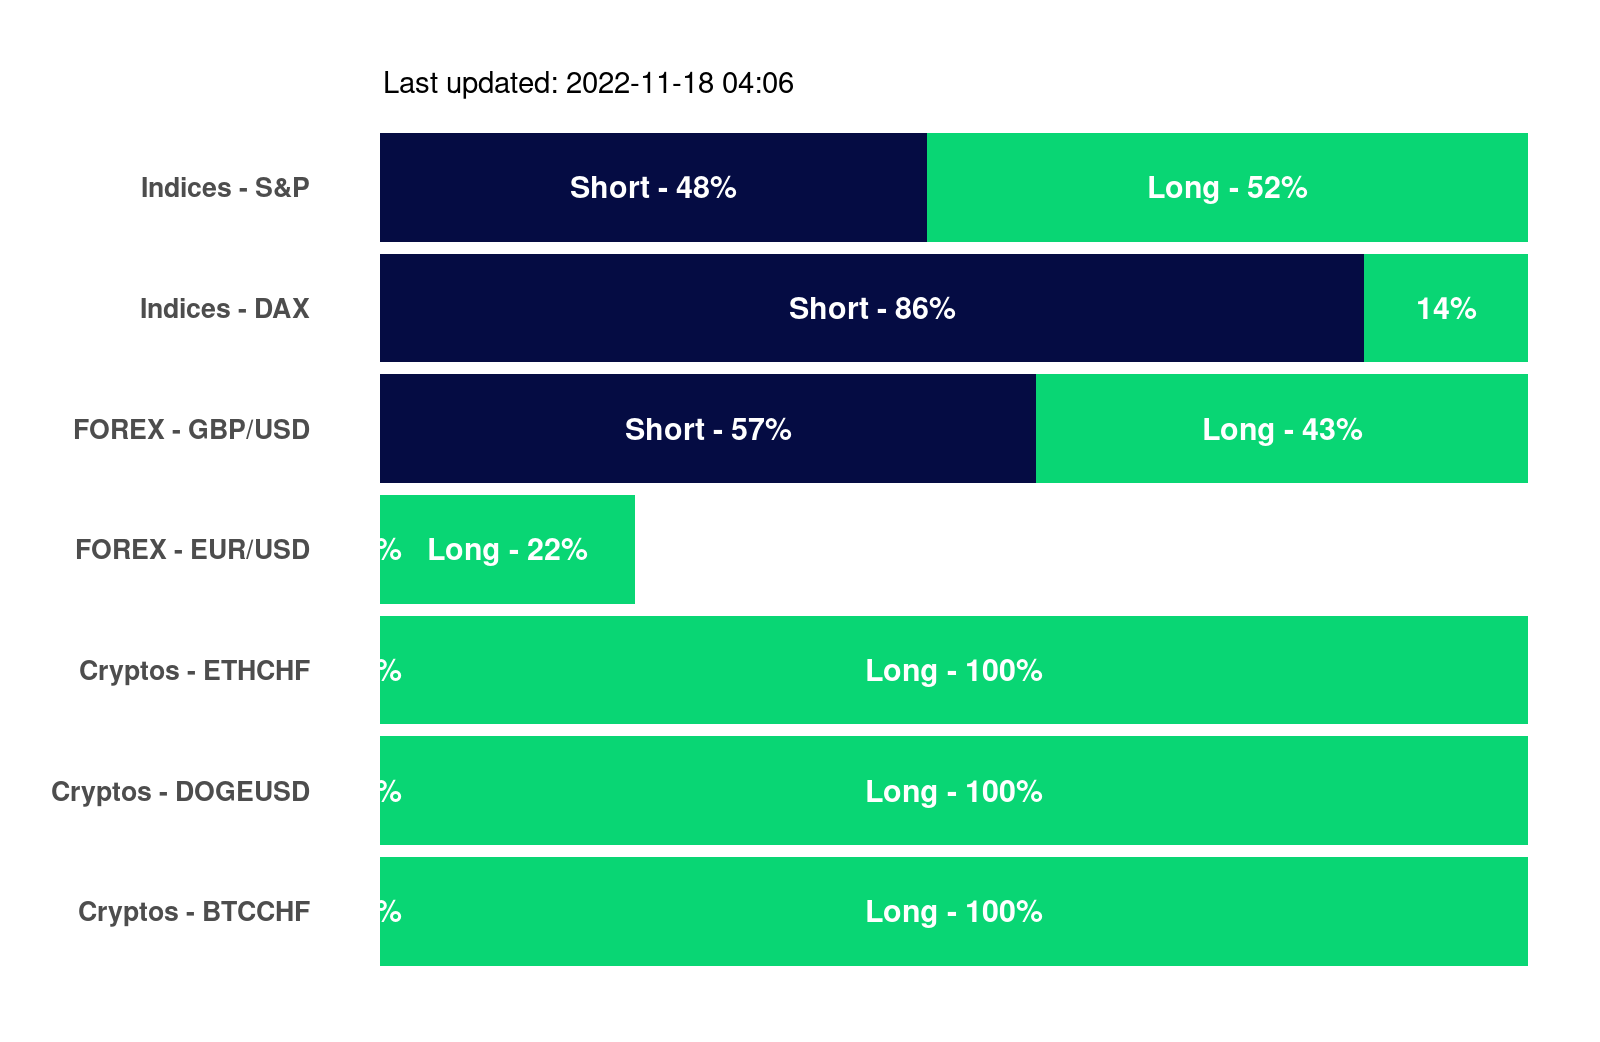 Last updated: 2022-11-18 04:06
Indices - S&P Short - 48% Long - 52%
Indices - DAX Short - 86% 14%
FOREX - GBP/USD Short - 57% Long - 43%
FOREX - EUR/USD % Long - 22%
Cryptos - ETHCHF % Long - 100%
Cryptos - DOGEUSD % Long - 100%
Cryptos - BTCCHF % Long - 100%